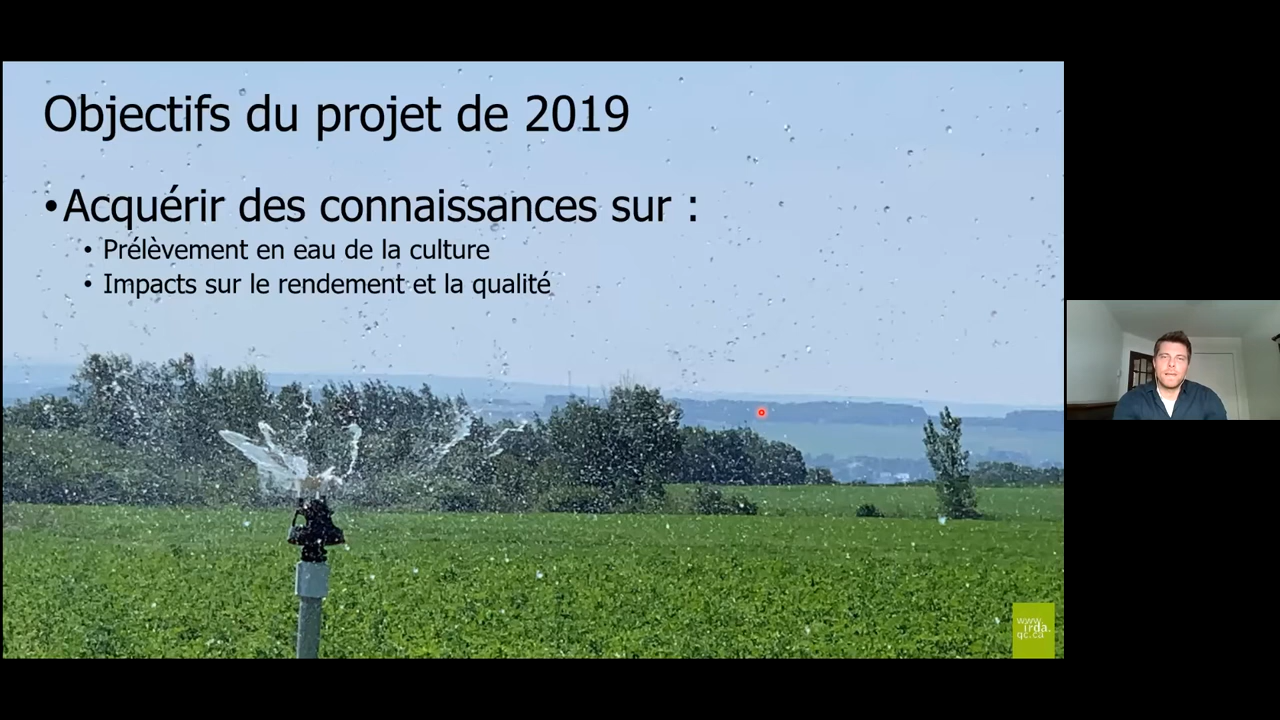 Objectifs du projet de 2019
•Acquérir des connaissances sur :
• Prélèvement en eau de la culture
• Impacts sur le rendement et la qualité
www.
irda.
qc.ca